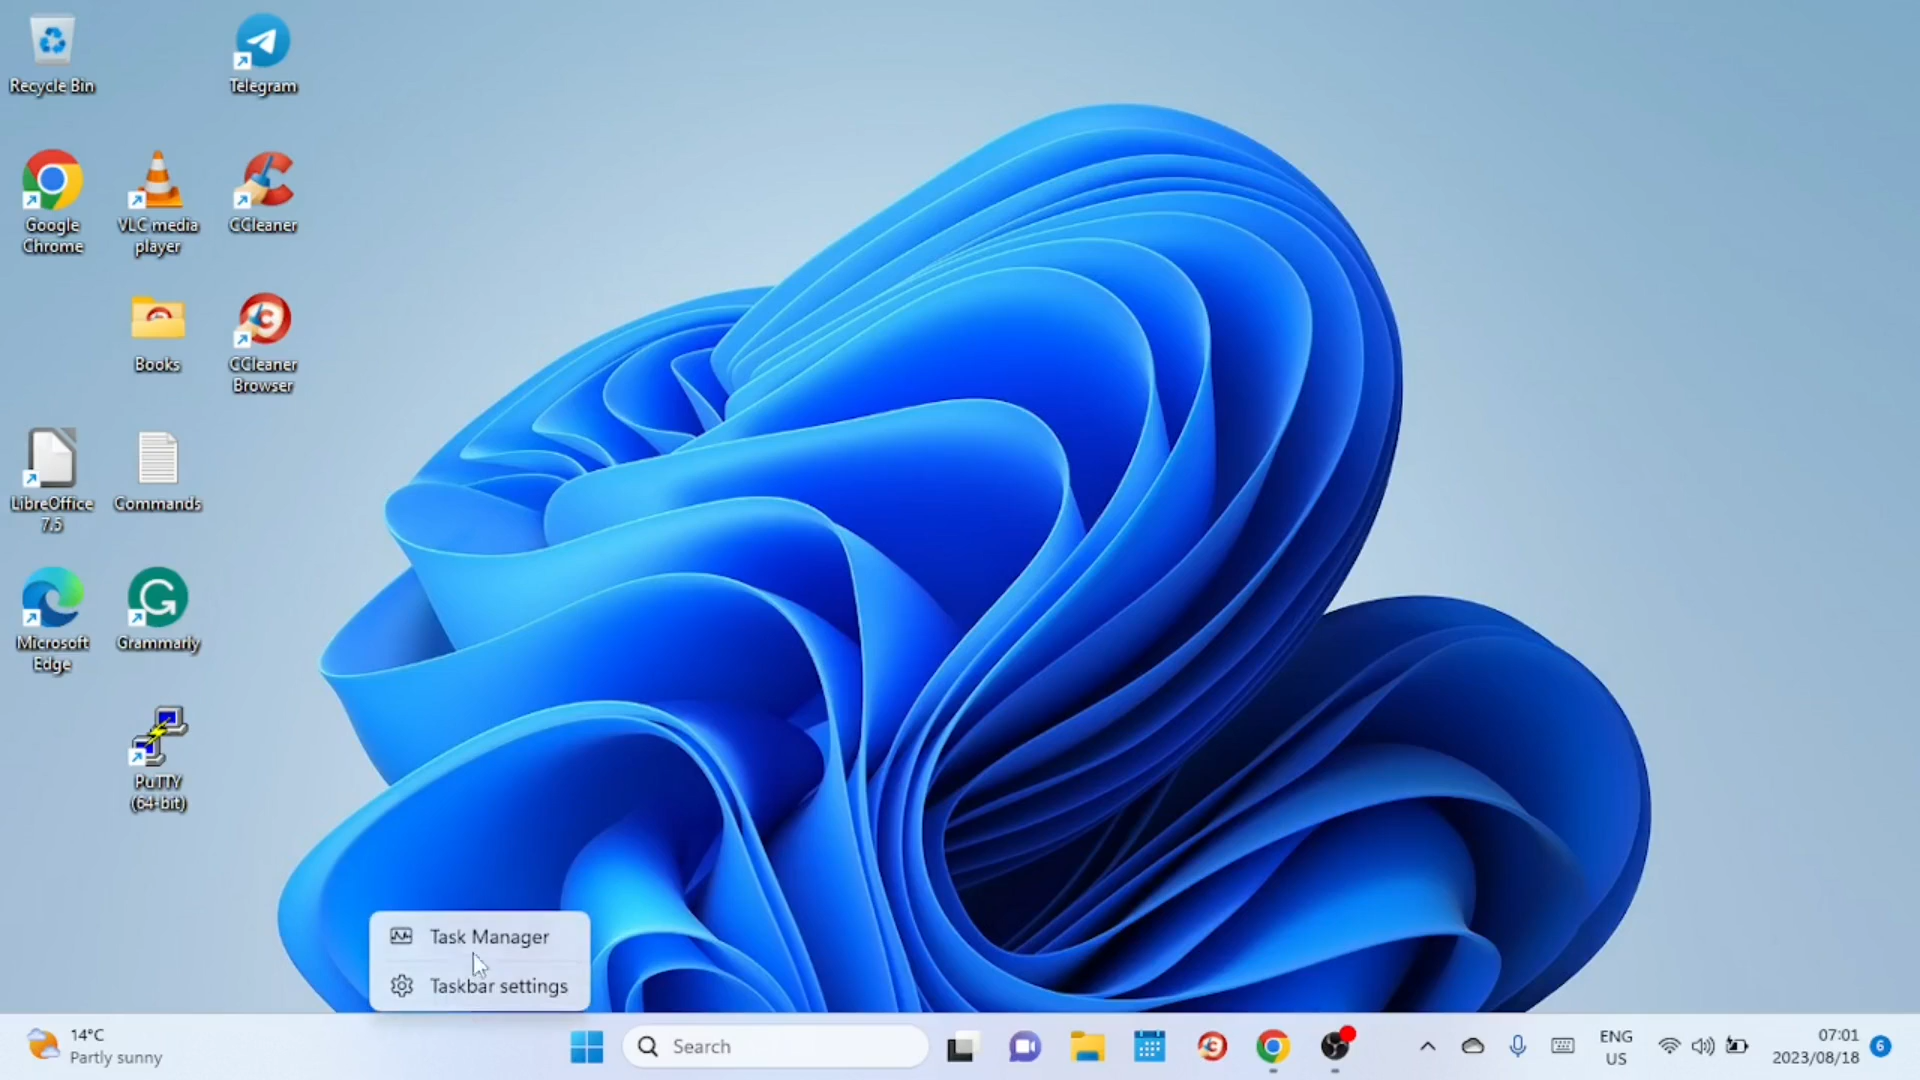 Recycle Bin
Telegram
Google
Chrome
VLC media
player
CCleaner
Books
CCleaner
Browser
LibreOffice
7.5
Commands
Microsoft
Edge
Grammarly
PuTTY
(64-bit)
Task Manager
Taskbar settings
14°C
Partly sunny
Search
ENG
US
07:01
2023/08/18
6